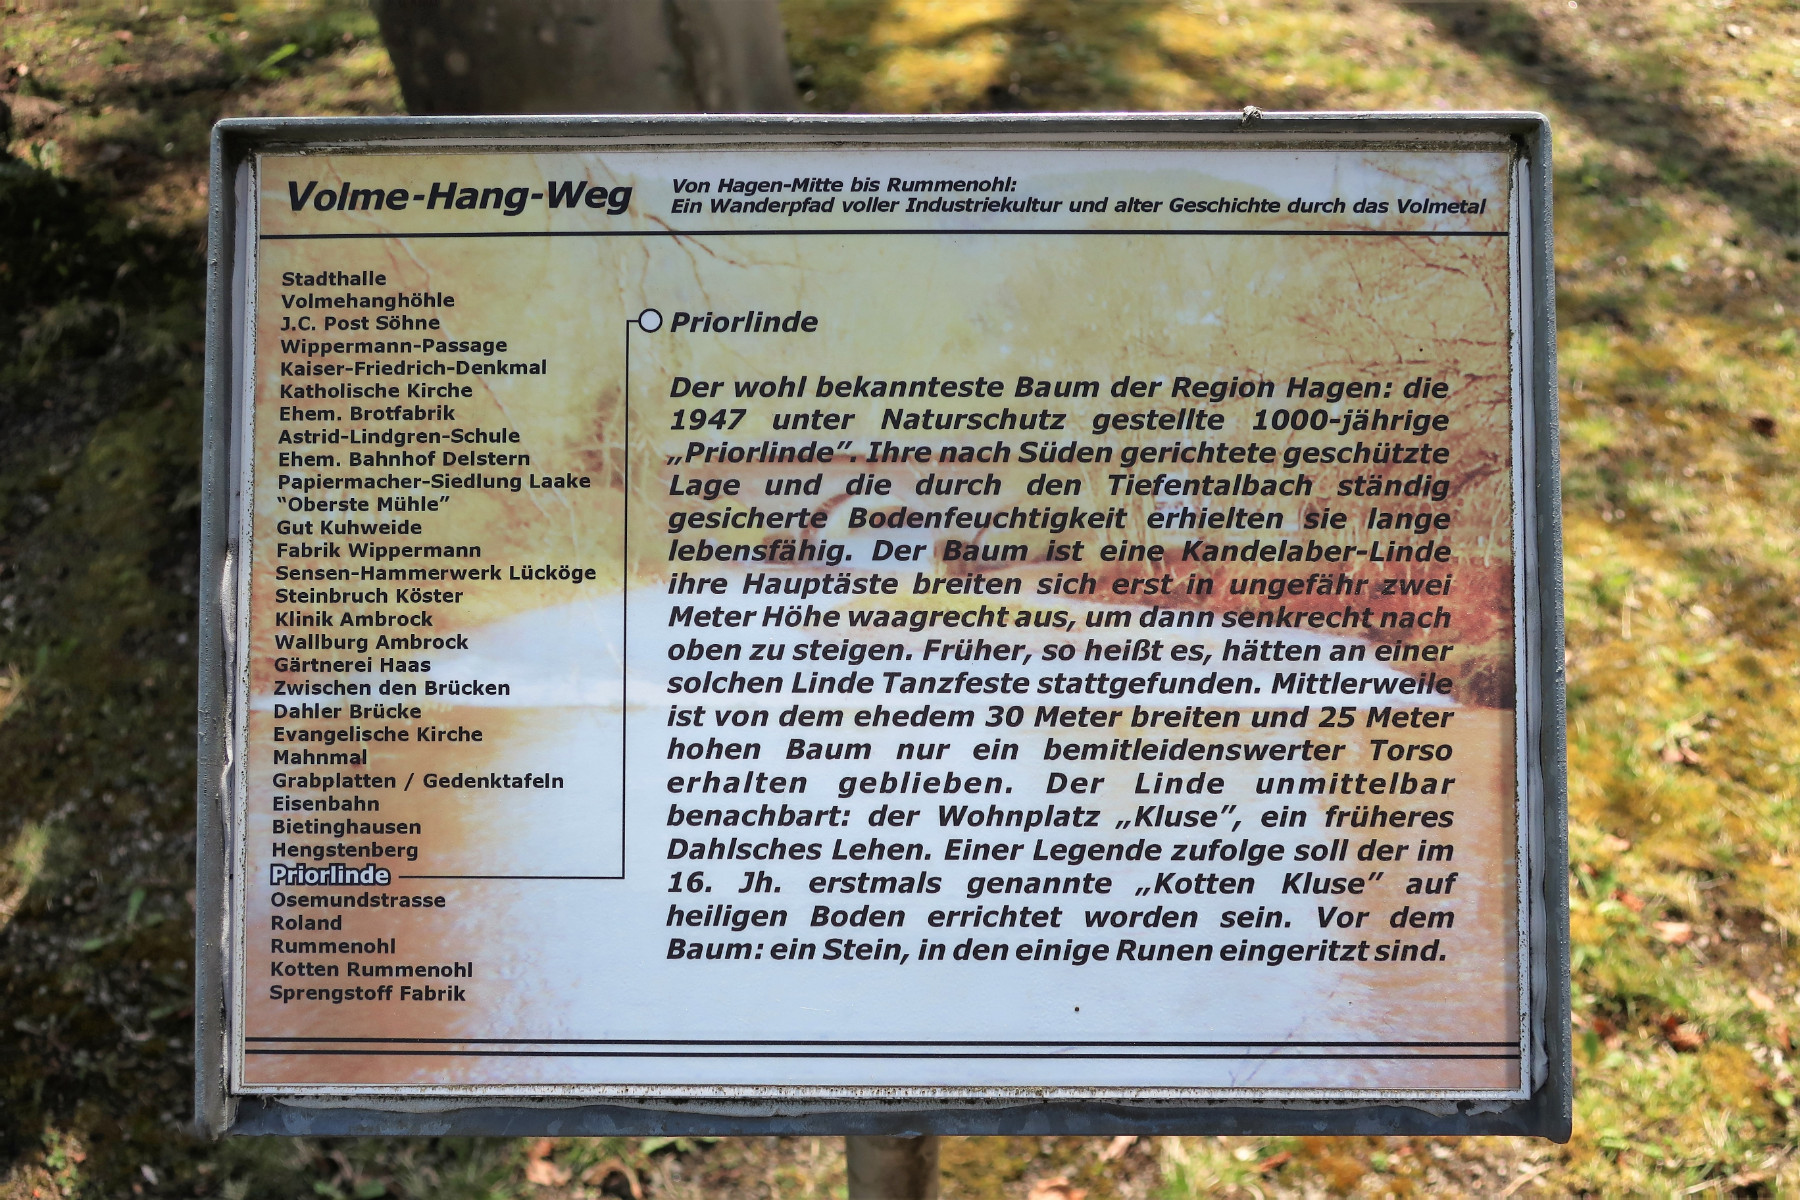 Volme-Hang-Weg
Von Hagen-Mitte bis Rummenohl:
Ein Wanderpfad voller Industriekultur und alter Geschichte durch das Volmetal
Stadthalle
Volmehanghöhle
J.C. Post Söhne
Wippermann-Passage
Kaiser-Friedrich-Denkmal
Katholische Kirche
Ehem. Brotfabrik
Astrid-Lindgren-Schule
Ehem. Bahnhof Delstern
Papiermacher-Siedlung Laake
“Oberste Mühle”
Gut Kuhweide
Fabrik Wippermann
Sensen-Hammerwerk Lücköge
Steinbruch Köster
Klinik Ambrock
Wallburg Ambrock
Gärtnerei Haas
Zwischen den Brücken
Dahler Brücke
Evangelische Kirche
Mahnmal
Grabplatten / Gedenktafeln
Eisenbahn
Bietinghausen
Hengstenberg
Priorlinde
Osemundstrasse
Roland
Rummenohl
Kotten Rummenohl
Sprengstoff Fabrik
Priorlinde
Der wohl bekannteste Baum der Region Hagen: die
1947 unter Naturschutz gestellte 1000-jährige
„Priorlinde”. Ihre nach Süden gerichtete geschützte
Lage und die durch den Tiefentalbach ständig
gesicherte Bodenfeuchtigkeit erhielten sie lange
lebensfähig. Der Baum ist eine Kandelaber-Linde
ihre Hauptäste breiten sich erst in ungefähr zwei
Meter Höhe waagrecht aus, um dann senkrecht nach
oben zu steigen. Früher, so heißt es, hätten an einer
solchen Linde Tanzfeste stattgefunden. Mittlerweile
ist von dem ehedem 30 Meter breiten und 25 Meter
hohen Baum nur ein bemitleidenswerter Torso
erhalten geblieben. Der Linde unmittelbar
benachbart: der Wohnplatz „Kluse”, ein früheres
Dahlsches Lehen. Einer Legende zufolge soll der im
16. Jh. erstmals genannte „Kotten Kluse” auf
heiligen Boden errichtet worden sein. Vor dem
Baum: ein Stein, in den einige Runen eingeritzt sind.